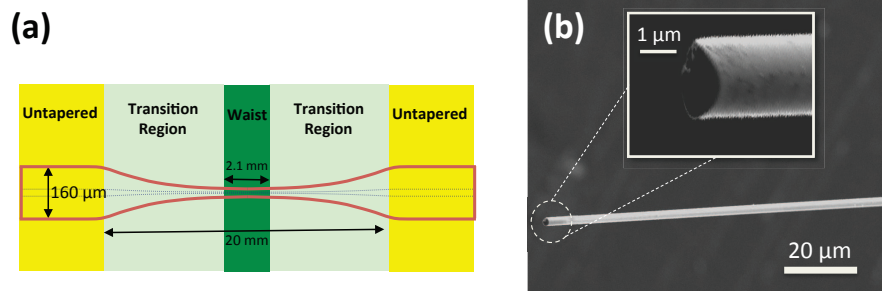 (a)
Untapered
Transition
Region
Waist
Transition
Region
Untapered
2.1 mm
160 µm
20 mm
(b)
1 µm
20 µm